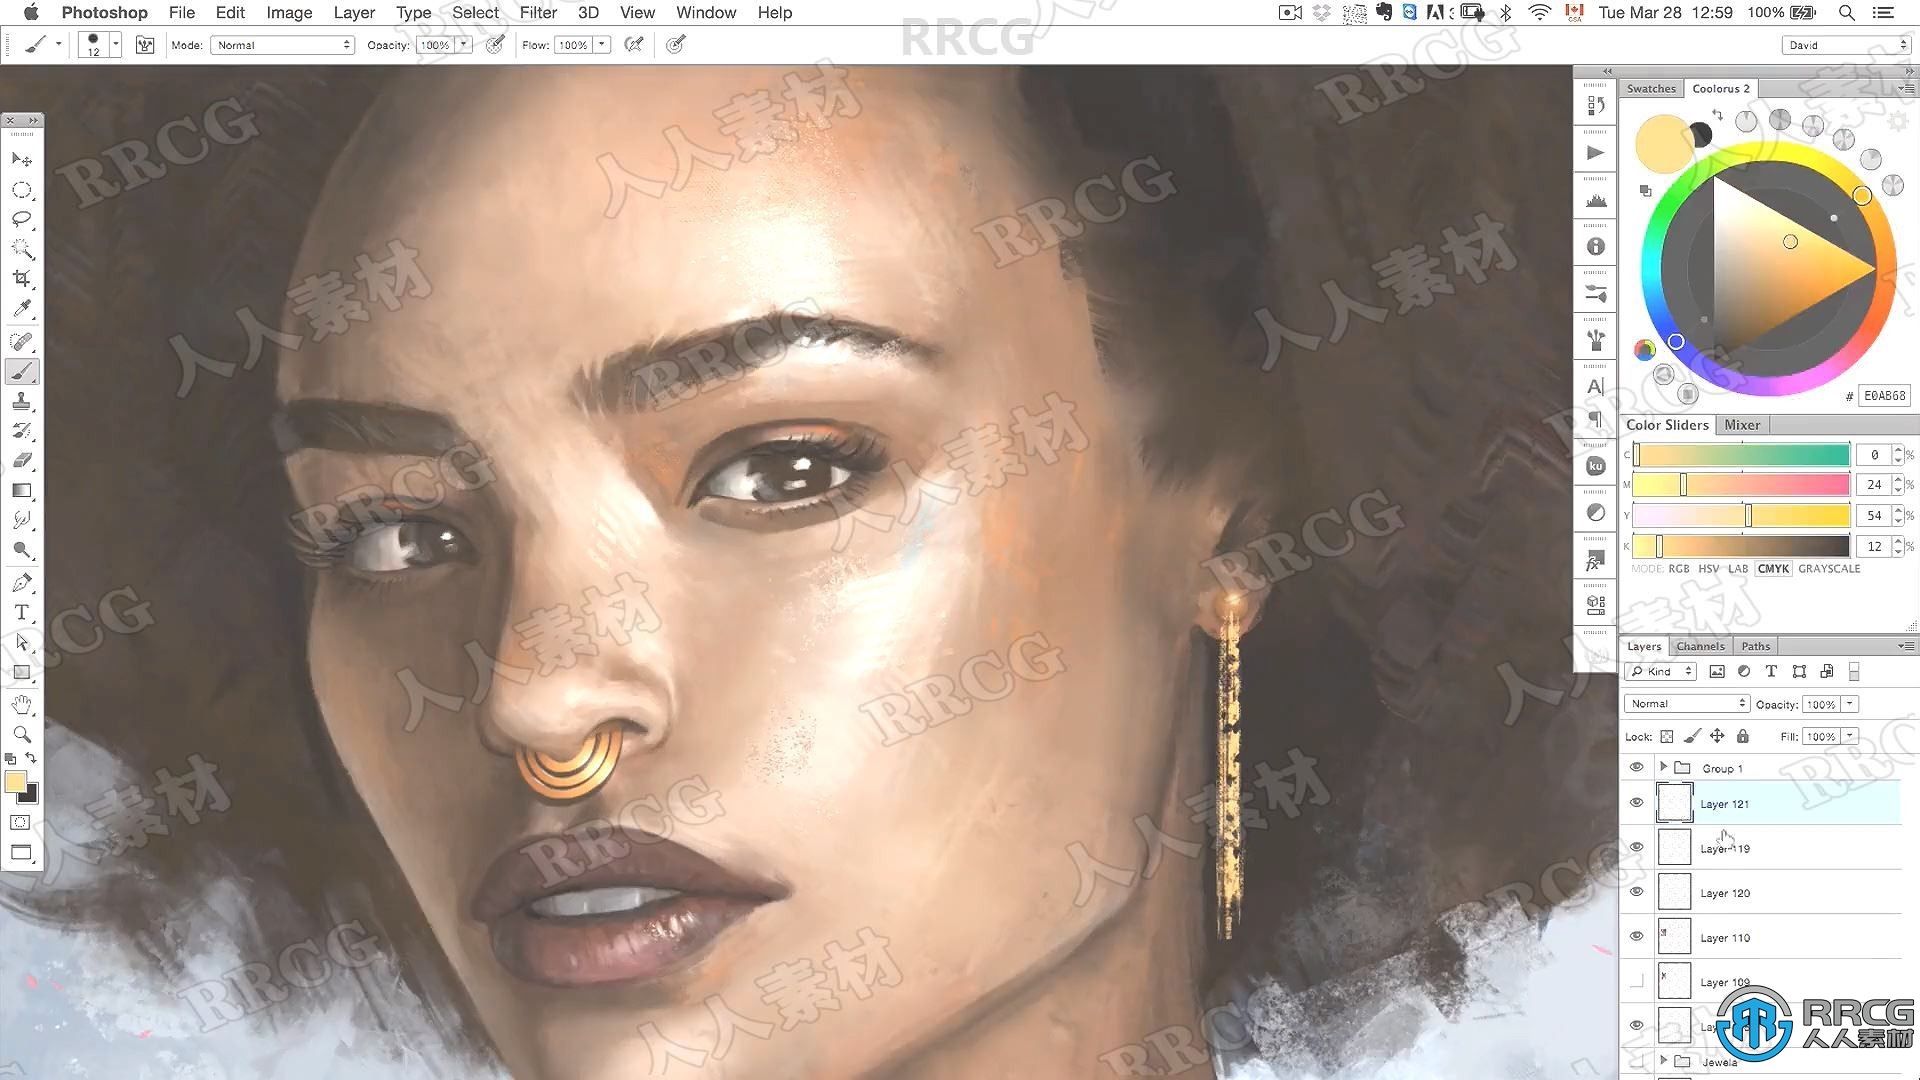 Photoshop File Edit Image Layer Type Select Filter 3D View Window Help
Tue Mar 28 12:59 100%
12 Mode: Normal Opacity: 100% Flow: 100% David
RRCG
Swatches Coolorus 2
# E0AB68
Color Sliders Mixer
C 0 %
M 24 %
Y 54 %
K 12 %
MODE: RGB HSV LAB CMYK GRAYSCALE
Layers Channels Paths
Kind
Normal Opacity: 100%
Lock: Fill: 100%
Group 1
Layer 121
Layer 119
Layer 120
Layer 110
Layer 109
Jewels
RRCG
人人素材